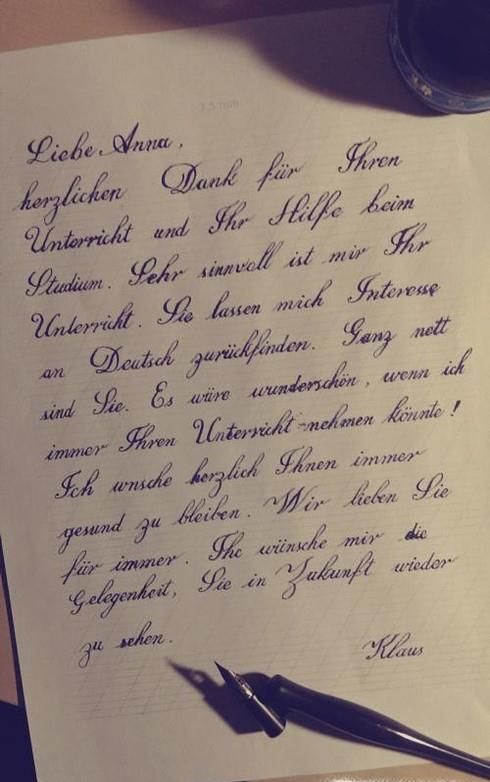 Liebe Anna,
herzlichen Dank für Ihren
Unterricht und Ihr Hilfe beim
Studium. Sehr sinnvoll ist mir Ihr
Unterricht. Sie lassen mich Interesse
an Deutsch zurückfinden. Ganz nett
sind Sie. Es wäre wunderschön, wenn ich
immer Ihren Unterricht-nehmen könnte!
Ich wnsche herzlich Ihnen immer
gesund zu bleiben. Wir lieben Sie
für immer. Ihc wünsche mir die
Gelegenheit, Sie in Zukunft wieder
zu sehen.
Klaus